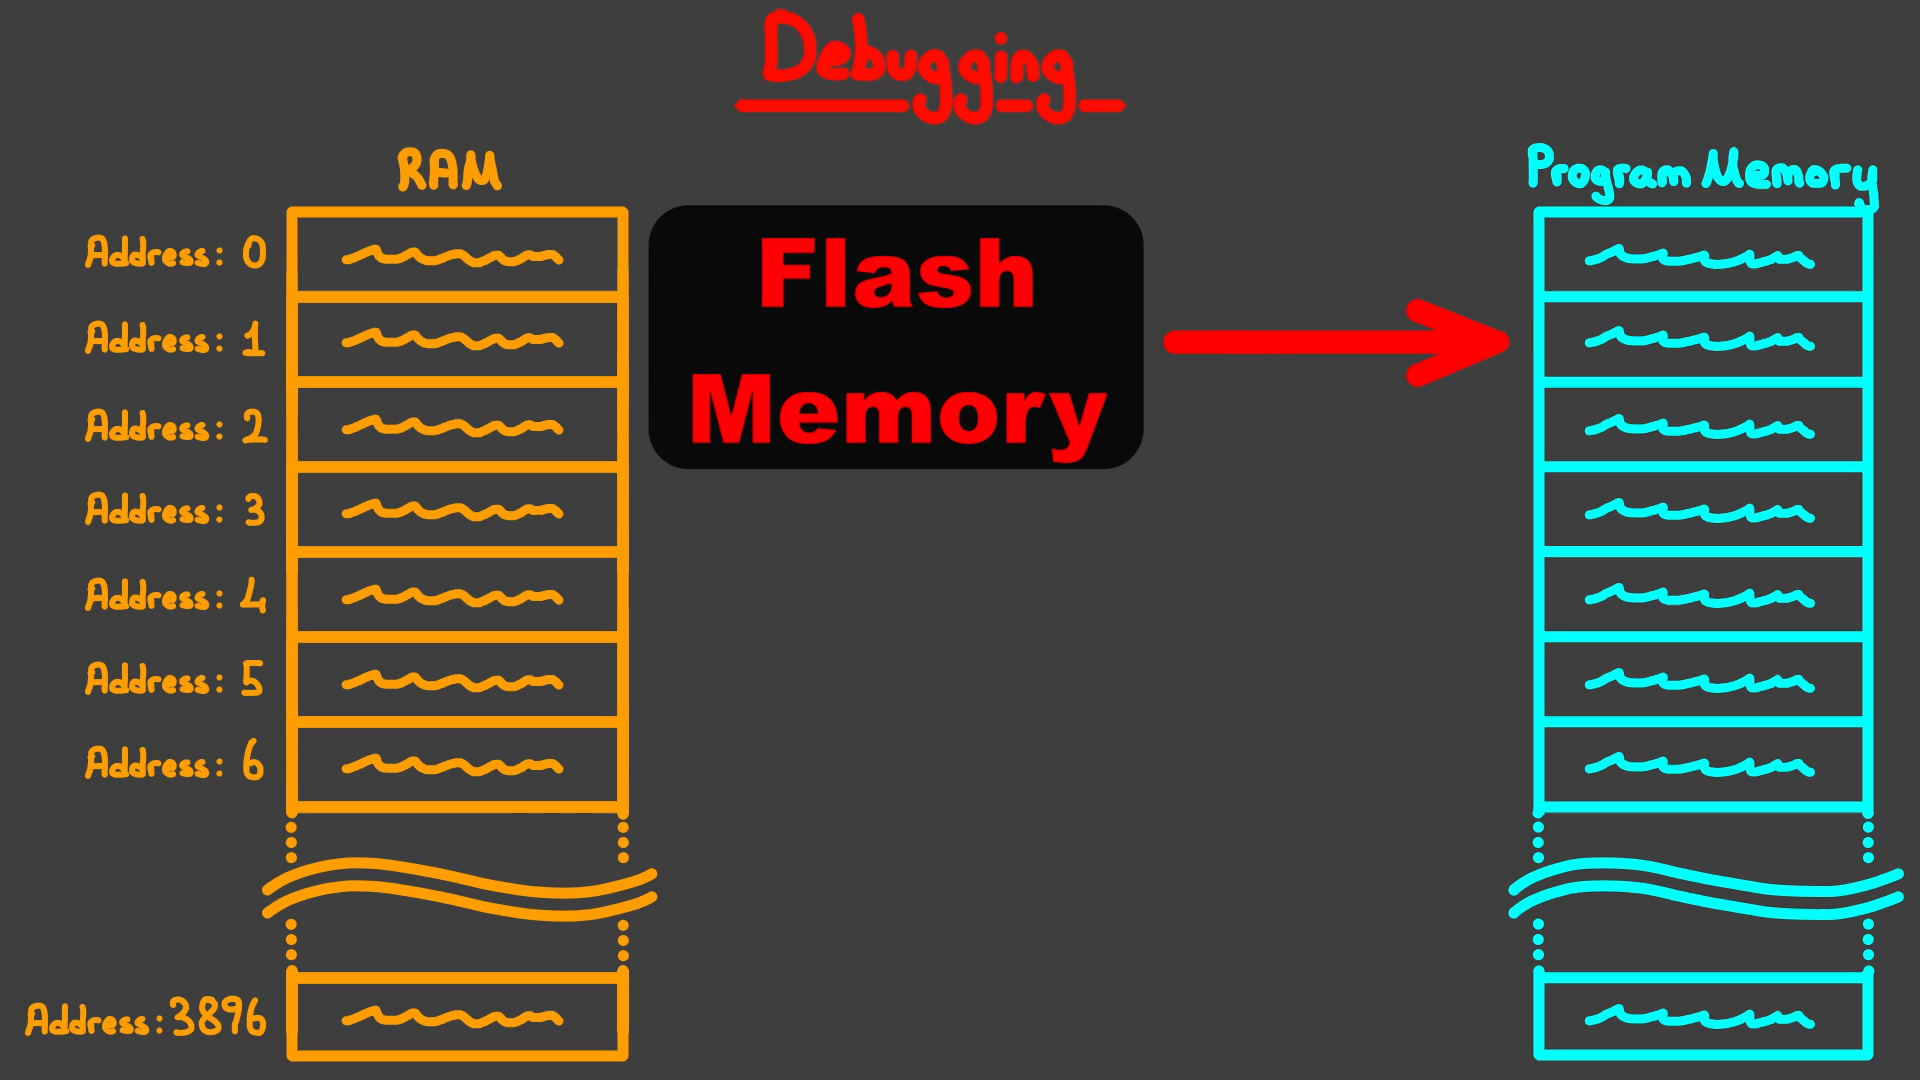 Debugging
RAM
Program Memory
Flash
Memory
Address: 0
Address: 1
Address: 2
Address: 3
Address: 4
Address: 5
Address: 6
Address: 3896